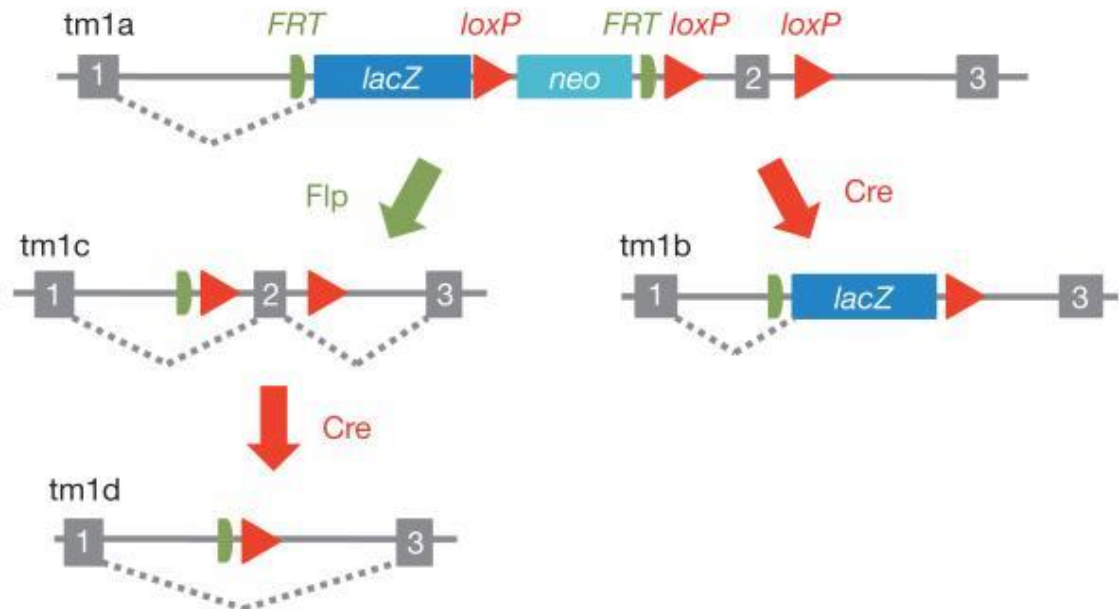 tm1a
FRT loxP FRT loxP loxP
1 lacZ neo 2 3
Flp Cre
tm1c tm1b
1 2 3 1 lacZ 3
Cre
tm1d
1 3